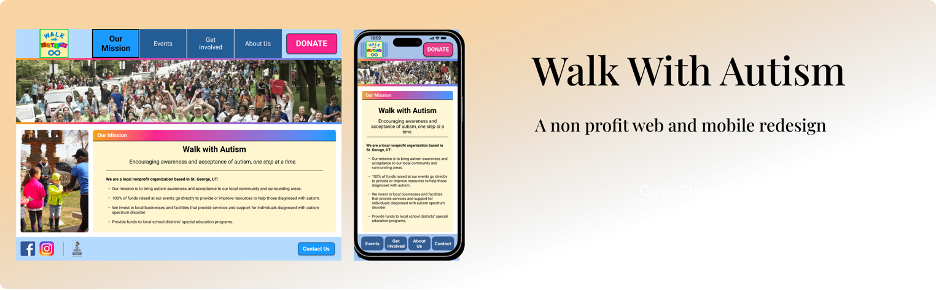 WALK
with
AUTISM
Our
Mission
Events
Get
Involved
About Us
DONATE
Our Mission
Walk with Autism
Encouraging awareness and acceptance of autism, one step at a time.
We are a local nonprofit organization based in St. George, UT:
• Our mission is to bring autism awareness and acceptance to our local community and surrounding areas.
• 100% of funds raised at our events go directly to provide or improve resources to help those diagnosed with autism.
• We invest in local businesses and facilities that provide services and support for individuals diagnosed with autism
spectrum disorder.
• Provide funds to local school districts' special education programs.
Contact Us
12:02
DONATE
Our Mission
Walk with Autism
Encouraging awareness and
acceptance of autism, one step at a
time.
We are a local nonprofit organization based in
St. George, UT:
• Our mission is to bring autism awareness and
acceptance to our local community and
surrounding areas.
• 100% of funds raised at our events go directly to
provide or improve resources to help those
diagnosed with autism.
• We invest in local businesses and facilities
that provide services and support for
individuals diagnosed with autism spectrum
disorder.
• Provide funds to local school districts' special
education programs.
Events
Get
Involved
About
Us
Contact
Walk With Autism
A non profit web and mobile redesign